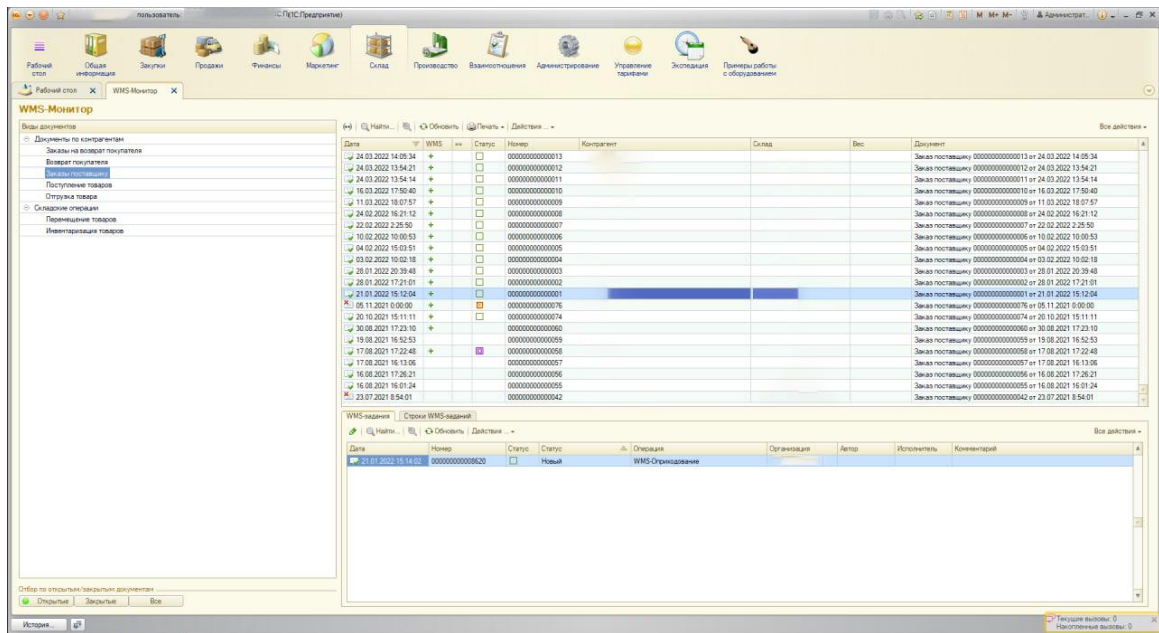 пользователь С.П(1С:Предприятие) M M+ M- Администрат...
Рабочий стол Общая информация Закупки Продажи Финансы Маркетинг Склад Производство Взаимоотношения Администрирование Управление тарифами Экспедиция Примеры работы с оборудованием
Рабочий стол X WMS-Монитор X
WMS-Монитор
Виды документов
Документы по контрагентам
Заказы на возврат покупателя
Возврат покупателя
Заказы поставщику
Поступление товаров
Отгрузка товара
Складские операции
Перемещение товаров
Инвентаризация товаров
Найти... Обновить Печать Действия ... Все действия
Дата WMS Статус Номер Контрагент Склад Вес Документ
24.03.2022 14:05:34 + 000000000000013 Заказ поставщику 000000000000013 от 24.03.2022 14:05:34
24.03.2022 13:54:21 + 000000000000012 Заказ поставщику 000000000000012 от 24.03.2022 13:54:21
24.03.2022 13:54:14 + 000000000000011 Заказ поставщику 000000000000011 от 24.03.2022 13:54:14
16.03.2022 17:50:40 + 000000000000010 Заказ поставщику 000000000000010 от 16.03.2022 17:50:40
11.03.2022 18:07:57 + 000000000000009 Заказ поставщику 000000000000009 от 11.03.2022 18:07:57
24.02.2022 16:21:12 + 000000000000008 Заказ поставщику 000000000000008 от 24.02.2022 16:21:12
22.02.2022 2:25:50 + 000000000000007 Заказ поставщику 000000000000007 от 22.02.2022 2:25:50
10.02.2022 10:00:53 + 000000000000006 Заказ поставщику 000000000000006 от 10.02.2022 10:00:53
04.02.2022 15:03:51 + 000000000000005 Заказ поставщику 000000000000005 от 04.02.2022 15:03:51
03.02.2022 10:02:18 + 000000000000004 Заказ поставщику 000000000000004 от 03.02.2022 10:02:18
28.01.2022 20:39:48 + 000000000000003 Заказ поставщику 000000000000003 от 28.01.2022 20:39:48
28.01.2022 17:21:01 + 000000000000002 Заказ поставщику 000000000000002 от 28.01.2022 17:21:01
21.01.2022 15:12:04 + 000000000000001 Заказ поставщику 000000000000001 от 21.01.2022 15:12:04
05.11.2021 0:00:00 + 000000000000076 Заказ поставщику 000000000000076 от 05.11.2021 0:00:00
20.10.2021 15:11:11 + 000000000000074 Заказ поставщику 000000000000074 от 20.10.2021 15:11:11
30.08.2021 17:23:10 + 000000000000060 Заказ поставщику 000000000000060 от 30.08.2021 17:23:10
19.08.2021 16:52:53 000000000000059 Заказ поставщику 000000000000059 от 19.08.2021 16:52:53
17.08.2021 17:22:48 + 000000000000058 Заказ поставщику 000000000000058 от 17.08.2021 17:22:48
17.08.2021 16:13:06 000000000000057 Заказ поставщику 000000000000057 от 17.08.2021 16:13:06
16.08.2021 17:26:21 000000000000056 Заказ поставщику 000000000000056 от 16.08.2021 17:26:21
16.08.2021 16:01:24 000000000000055 Заказ поставщику 000000000000055 от 16.08.2021 16:01:24
23.07.2021 8:54:01 000000000000042 Заказ поставщику 000000000000042 от 23.07.2021 8:54:01
WMS-задания Строки WMS-заданий
Найти... Обновить Действия ... Все действия
Дата Номер Статус Статус Операция Организация Автор Исполнитель Комментарий
21.01.2022 15:14:02 000000000008620 Новый WMS-Оприходование
Отбор по открытым/закрытым документам
Открытые Закрытые Все
История... Текущие вызовы: 0
Накопленные вызовы: 0